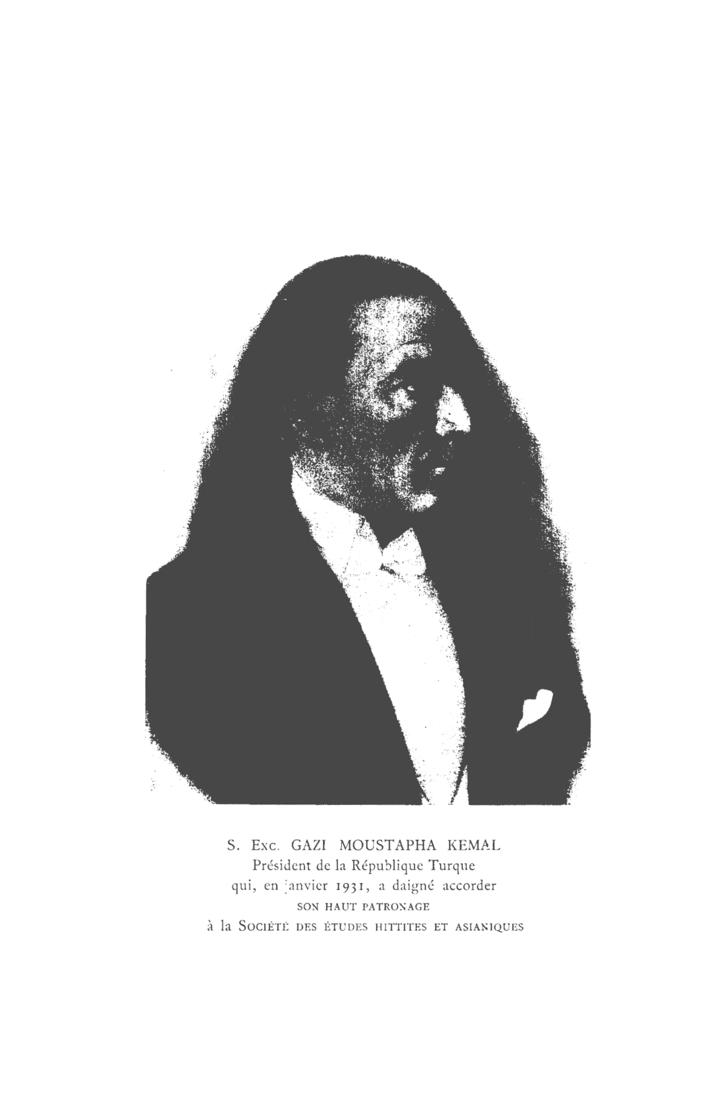 S. Exc. GAZI MOUSTAPHA KEMAL
Président de la République Turque
qui, en janvier 1931, a daigné accorder
SON HAUT PATRONAGE
à la SOCIÉTÉ DES ÉTUDES HITTITES ET ASIANIQUES